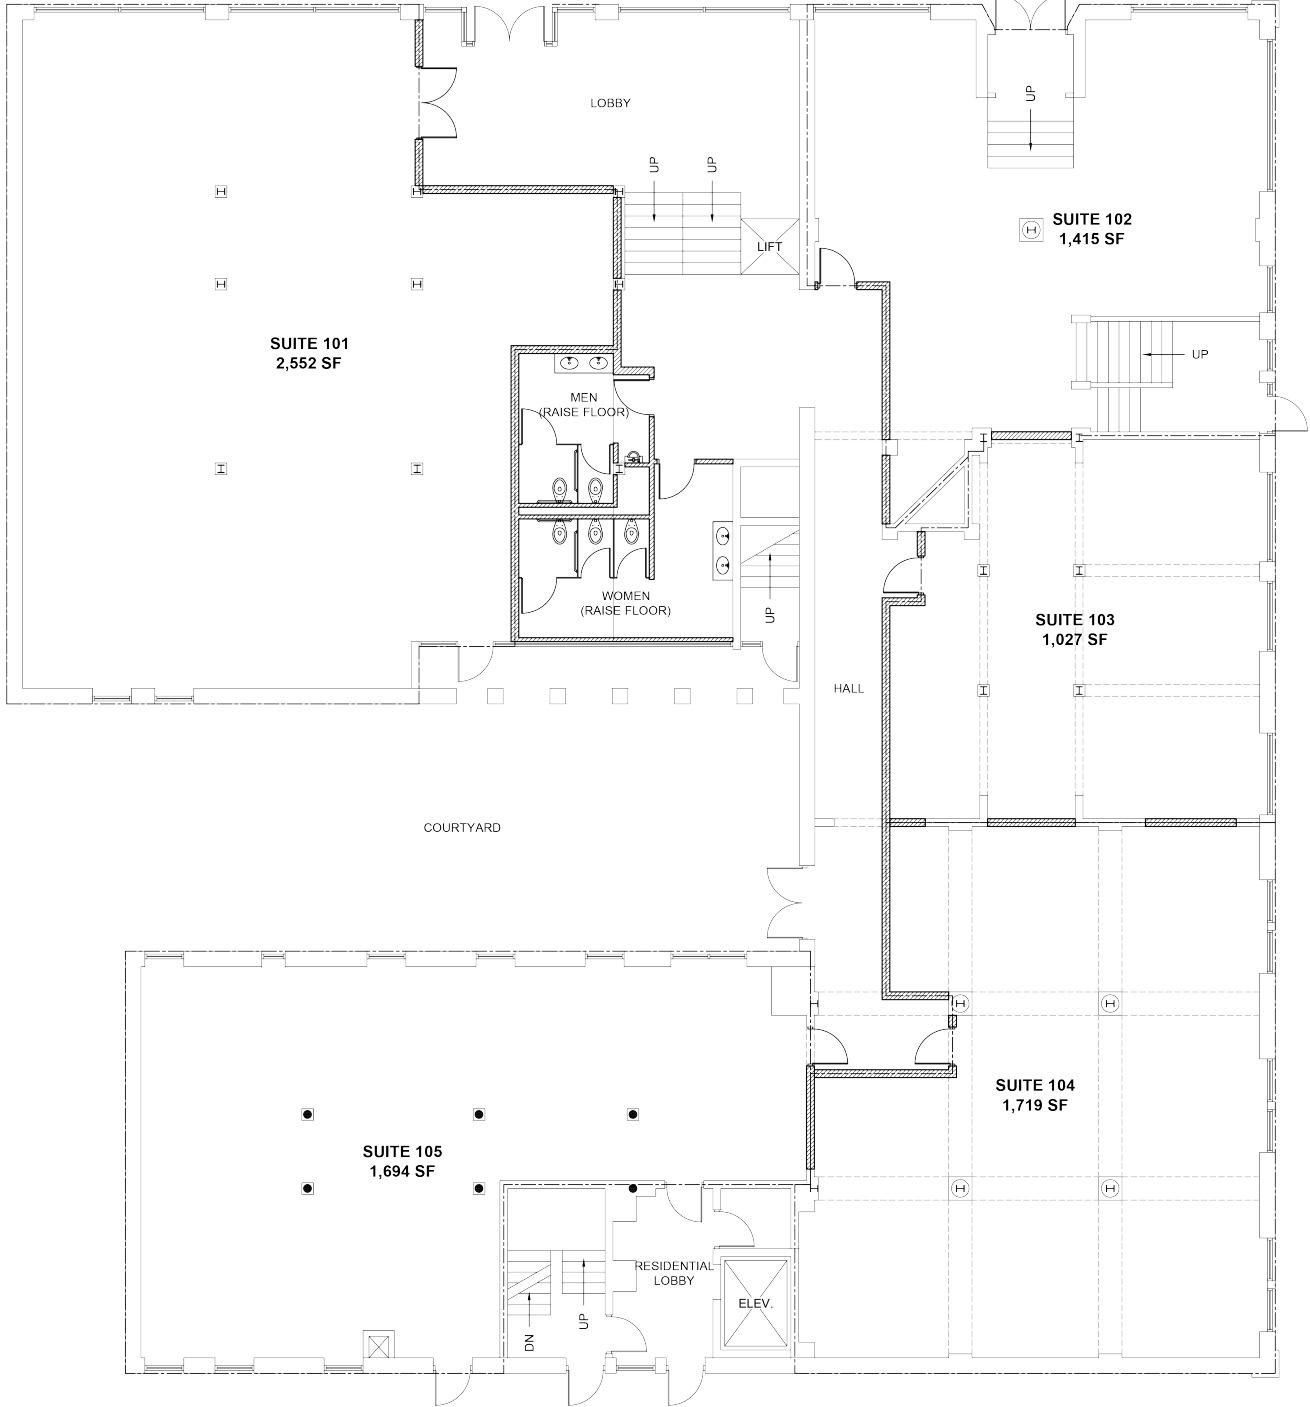 LOBBY
UP
UP
UP
LIFT
SUITE 102
1,415 SF
SUITE 101
2,552 SF
UP
MEN
(RAISE FLOOR)
WOMEN
(RAISE FLOOR)
UP
SUITE 103
1,027 SF
HALL
COURTYARD
SUITE 104
1,719 SF
SUITE 105
1,694 SF
RESIDENTIAL
LOBBY
ELEV.
UP
DN